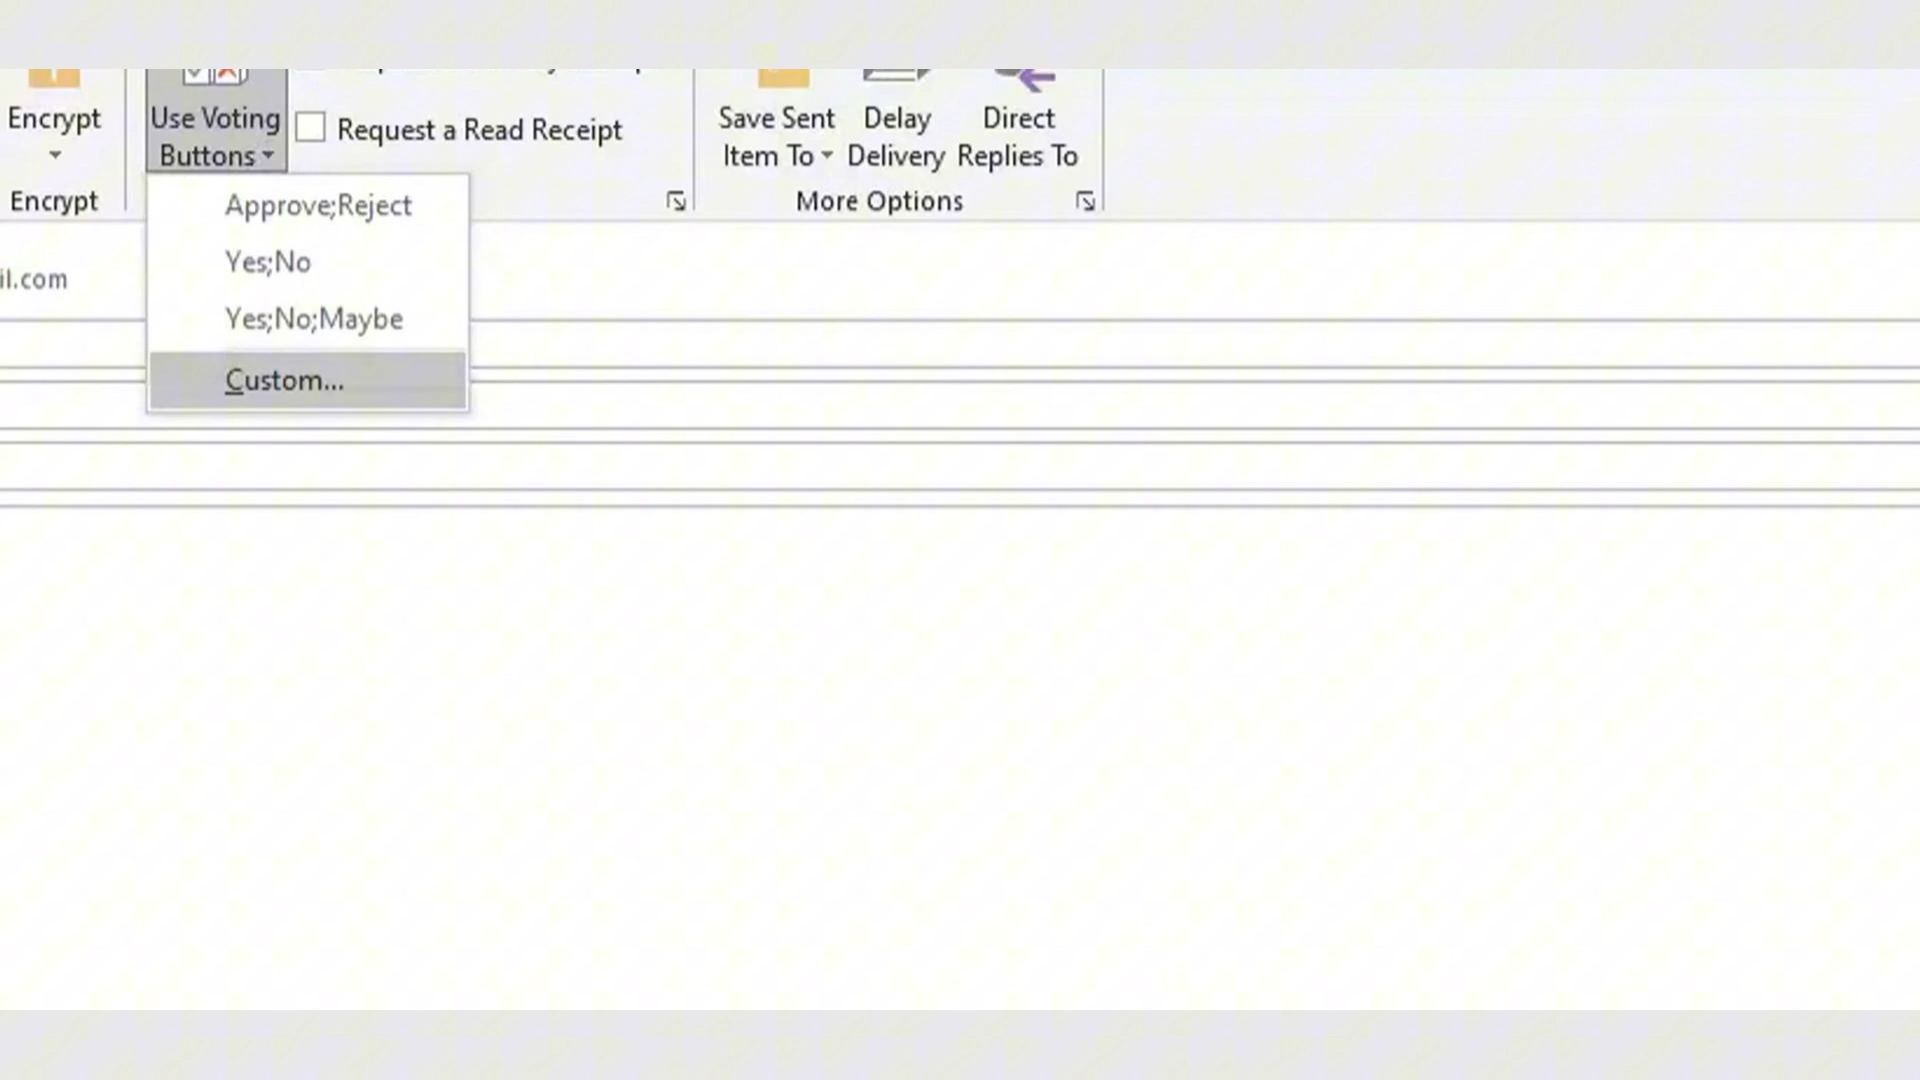 Encrypt
Use Voting
Buttons
Request a Read Receipt
Save Sent
Item To
Delay
Delivery
Direct
Replies To
Encrypt
More Options
Approve;Reject
Yes;No
Yes;No;Maybe
Custom...
il.com